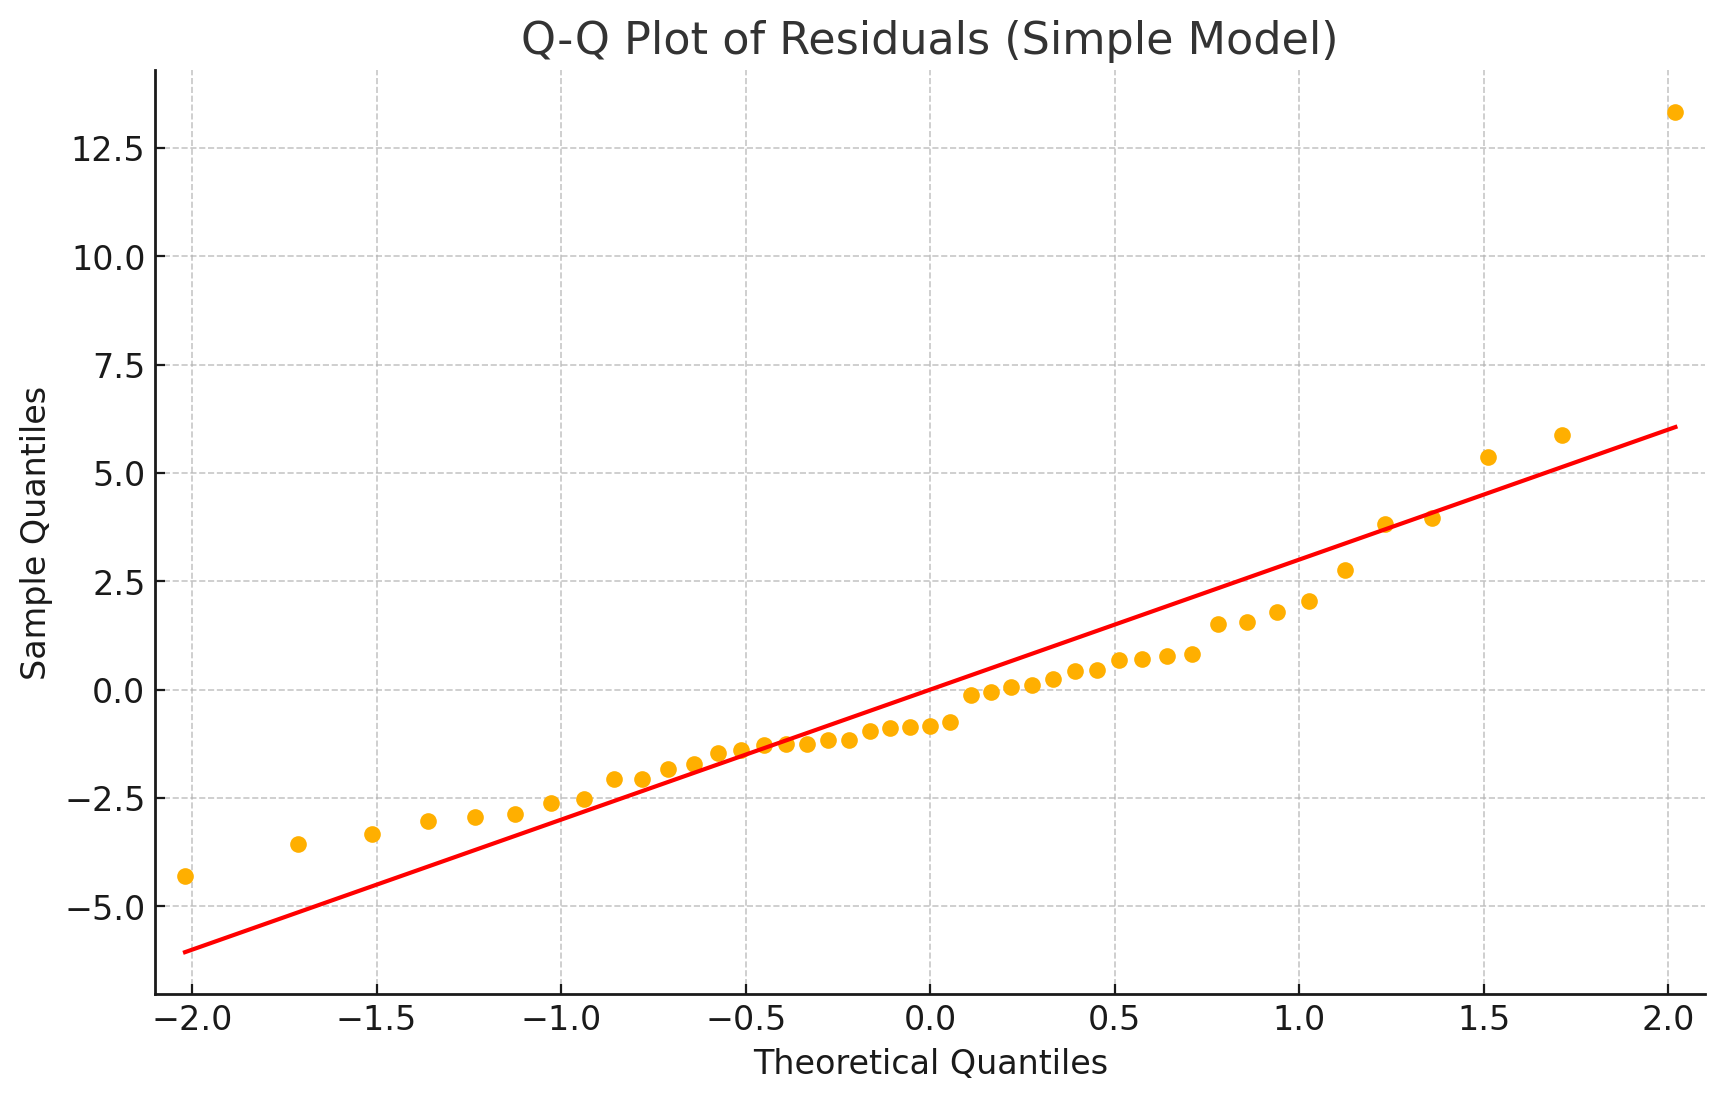 Q-Q Plot of Residuals (Simple Model)
12.5
10.0
7.5
5.0
2.5
0.0
−2.5
−5.0
Sample Quantiles
−2.0 −1.5 −1.0 −0.5 0.0 0.5 1.0 1.5 2.0
Theoretical Quantiles